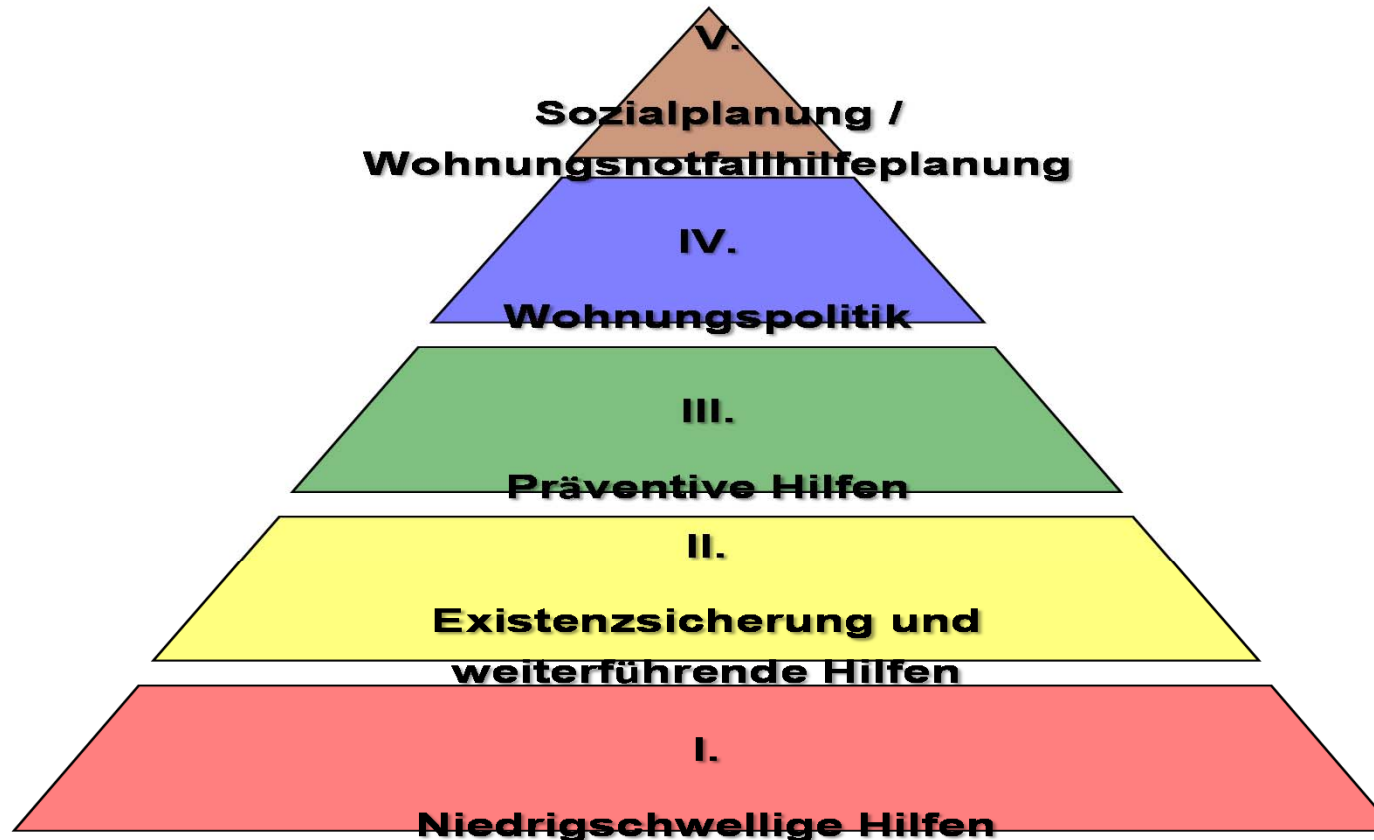 V.
Sozialplanung /
Wohnungsnotfallhilfeplanung
IV.
Wohnungspolitik
III.
Präventive Hilfen
II.
Existenzsicherung und
weiterführende Hilfen
I.
Niedrigschwellige Hilfen